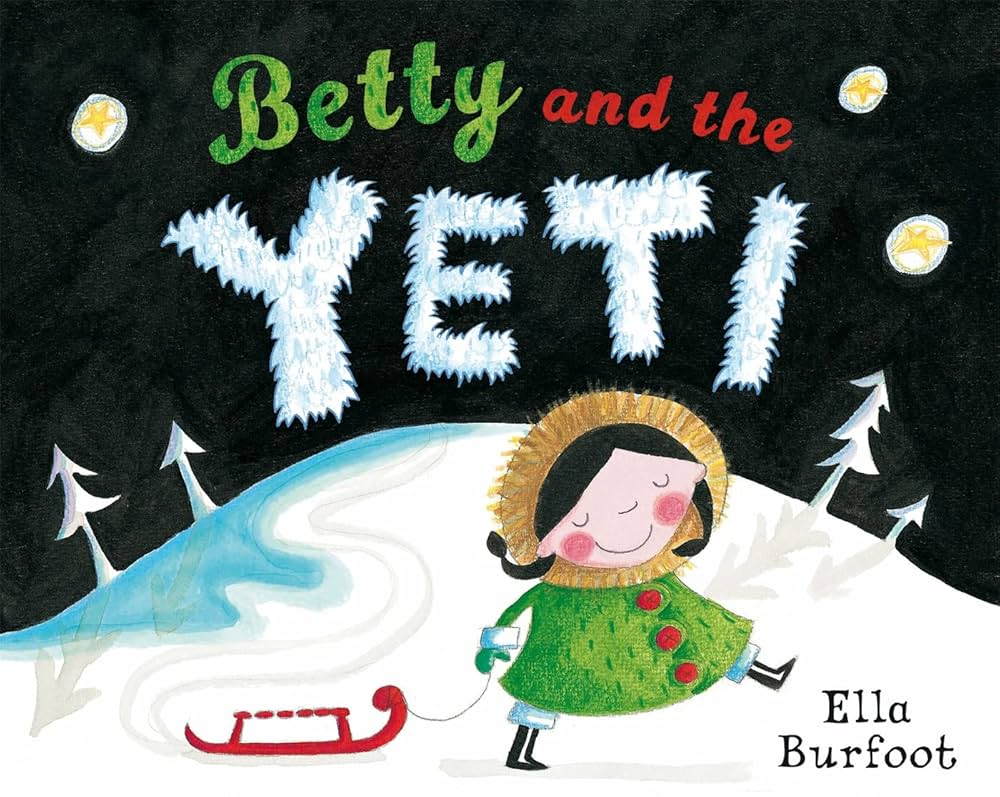 Betty and the
YETI
Ella
Burfoot